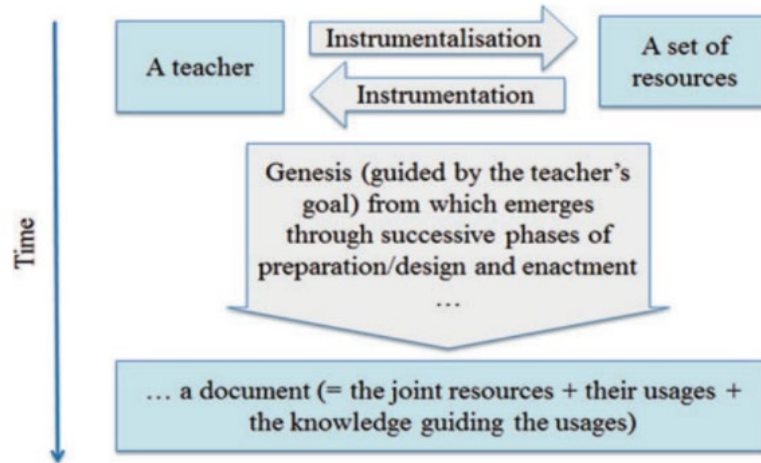 Instrumentalisation
A teacher
A set of
resources
Instrumentation
Genesis (guided by the teacher's
goal) from which emerges
through successive phases of
preparation/design and enactment
…
Time
… a document (= the joint resources + their usages +
the knowledge guiding the usages)